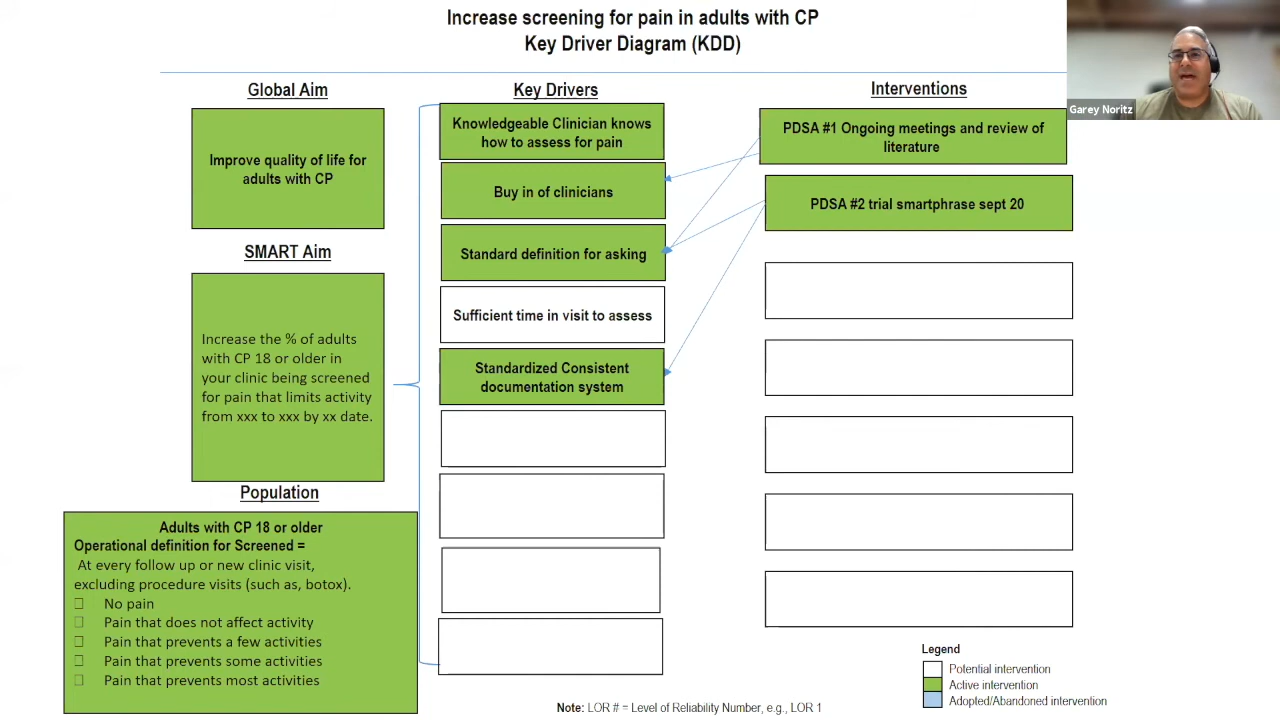 Increase screening for pain in adults with CP
Key Driver Diagram (KDD)
Garey Noritz
Global Aim
Improve quality of life for
adults with CP
SMART Aim
Increase the % of adults
with CP 18 or older in
your clinic being screened
for pain that limits activity
from xxx to xxx by xx date.
Population
Adults with CP 18 or older
Operational definition for Screened =
At every follow up or new clinic visit,
excluding procedure visits (such as, botox).
No pain
Pain that does not affect activity
Pain that prevents a few activities
Pain that prevents some activities
Pain that prevents most activities
Key Drivers
Knowledgeable Clinician knows
how to assess for pain
Buy in of clinicians
Standard definition for asking
Sufficient time in visit to assess
Standardized Consistent
documentation system
Interventions
PDSA #1 Ongoing meetings and review of
literature
PDSA #2 trial smartphrase sept 20
Legend
Potential intervention
Active intervention
Adopted/Abandoned intervention
Note: LOR # = Level of Reliability Number, e.g., LOR 1